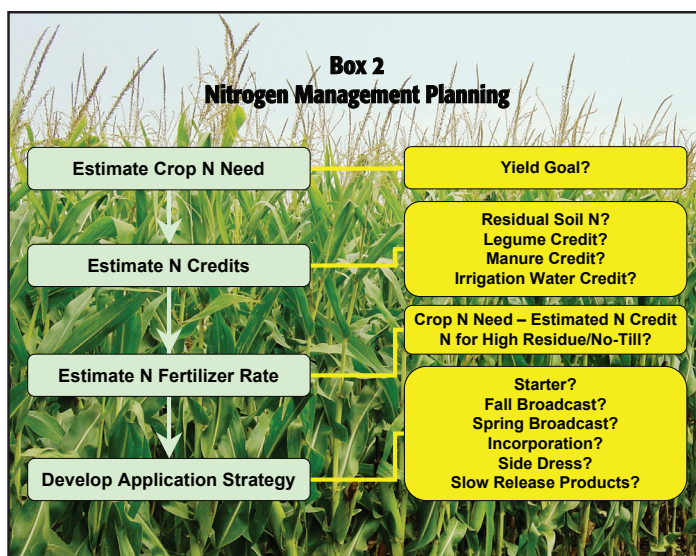 Box 2
Nitrogen Management Planning
Estimate Crop N Need
Yield Goal?
Estimate N Credits
Residual Soil N?
Legume Credit?
Manure Credit?
Irrigation Water Credit?
Estimate N Fertilizer Rate
Crop N Need – Estimated N Credit
N for High Residue/No-Till?
Develop Application Strategy
Starter?
Fall Broadcast?
Spring Broadcast?
Incorporation?
Side Dress?
Slow Release Products?